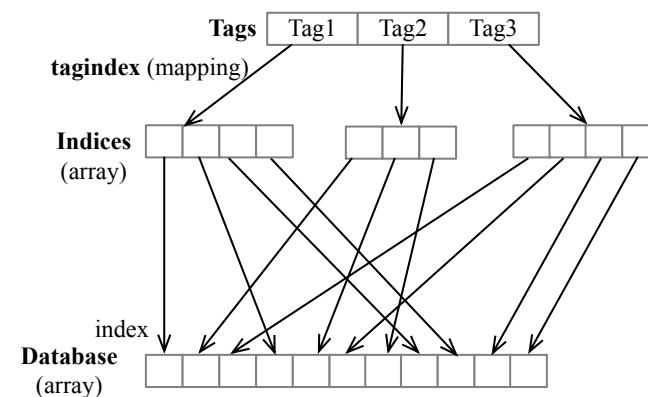 Tags Tag1 Tag2 Tag3
tagindex (mapping)
Indices
(array)
index
Database
(array)